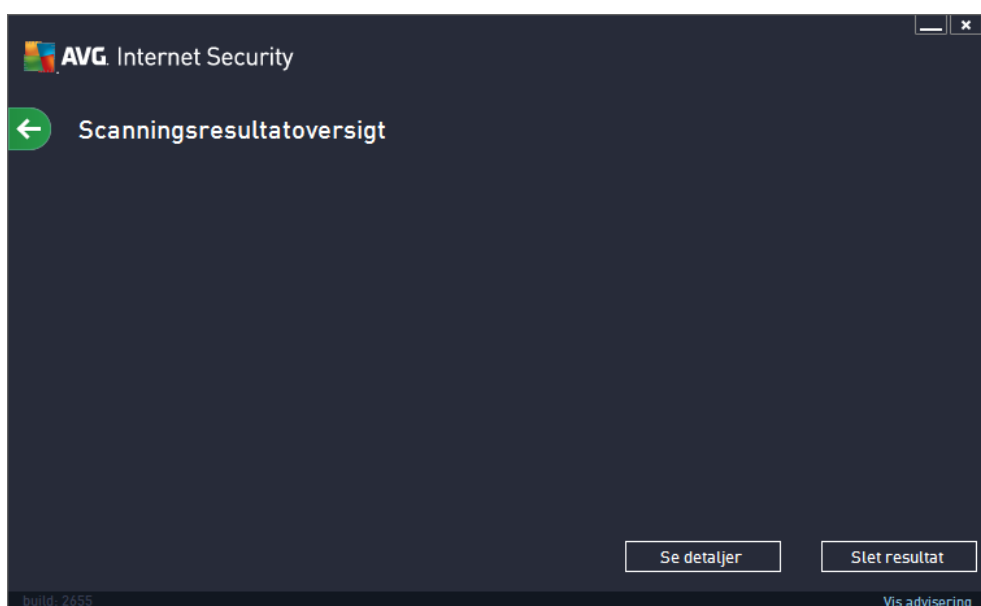 AVG. Internet Security
Scanningsresultatoversigt
Se detaljer
Slet resultat
build: 2655
Vis advisering